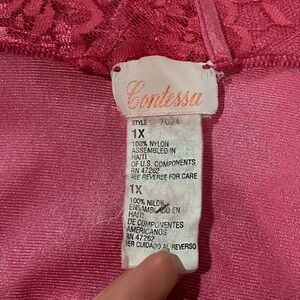 Contessa
STYLE 7034
1X
100% NYLON
ASSEMBLED IN
HAITI
OF U.S. COMPONENTS
RN 47262
SEE REVERSE FOR CARE
1X
100% NILON
ENSAMBLADO EN
HAITI
DE COMPONENTES
AMERICANOS
RN 47262
VER CUIDADO AL REVERSO